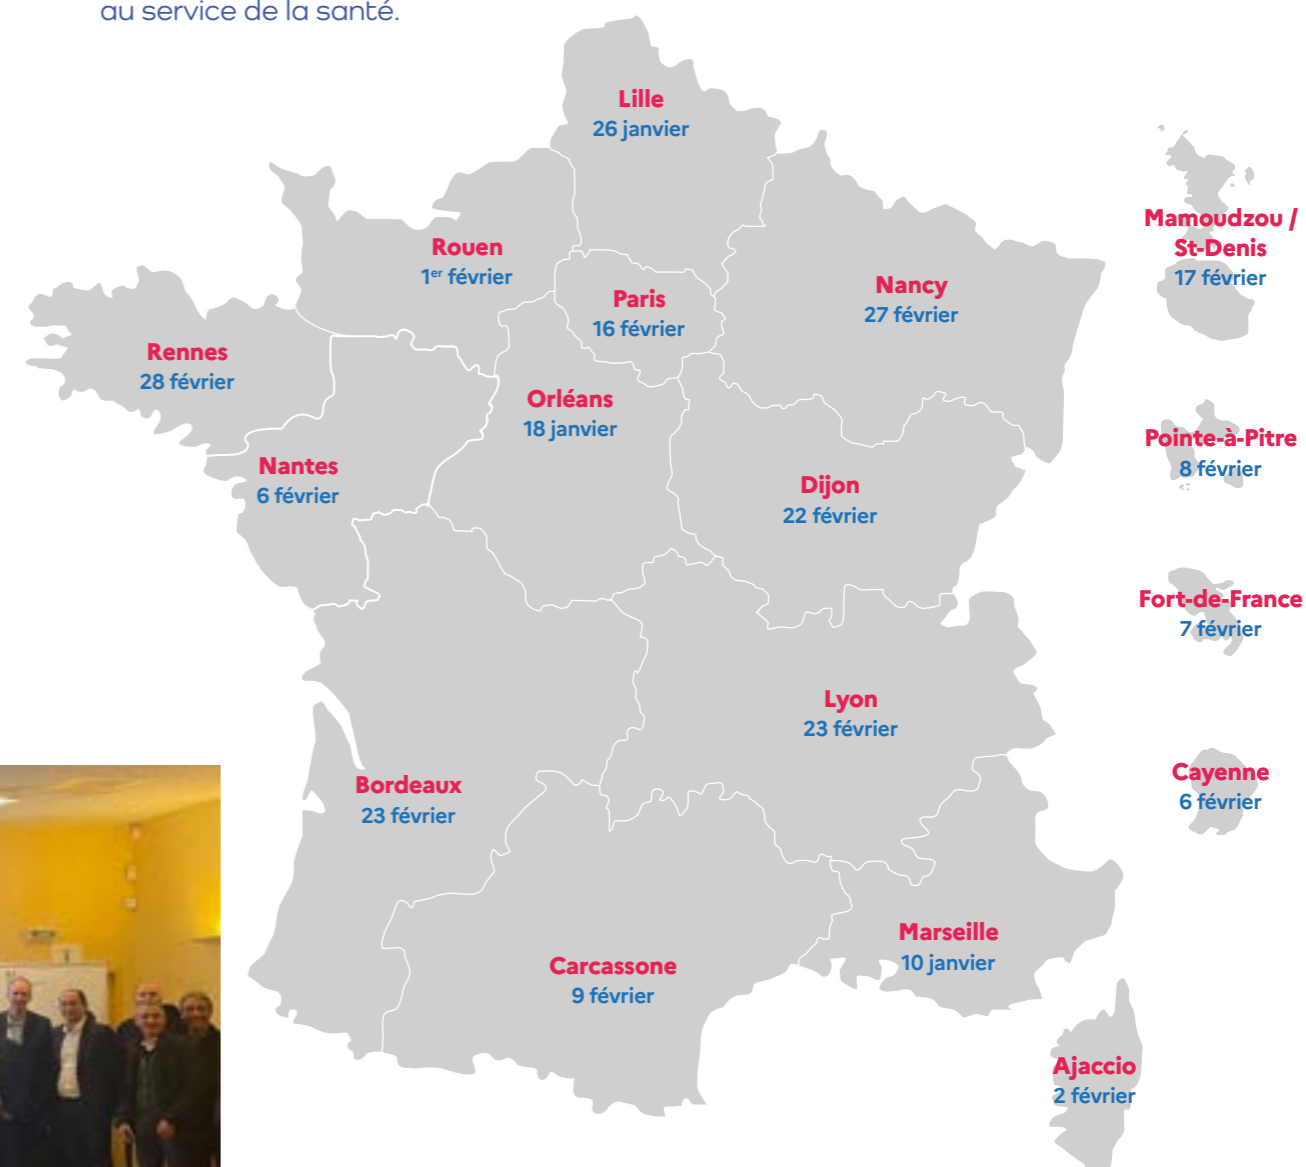 au service de la santé.
Lille
26 janvier
Rouen
1er février
Paris
16 février
Nancy
27 février
Mamoudzou /
St-Denis
17 février
Rennes
28 février
Orléans
18 janvier
Nantes
6 février
Dijon
22 février
Pointe-à-Pitre
8 février
Fort-de-France
7 février
Lyon
23 février
Bordeaux
23 février
Cayenne
6 février
Carcassone
9 février
Marseille
10 janvier
Ajaccio
2 février